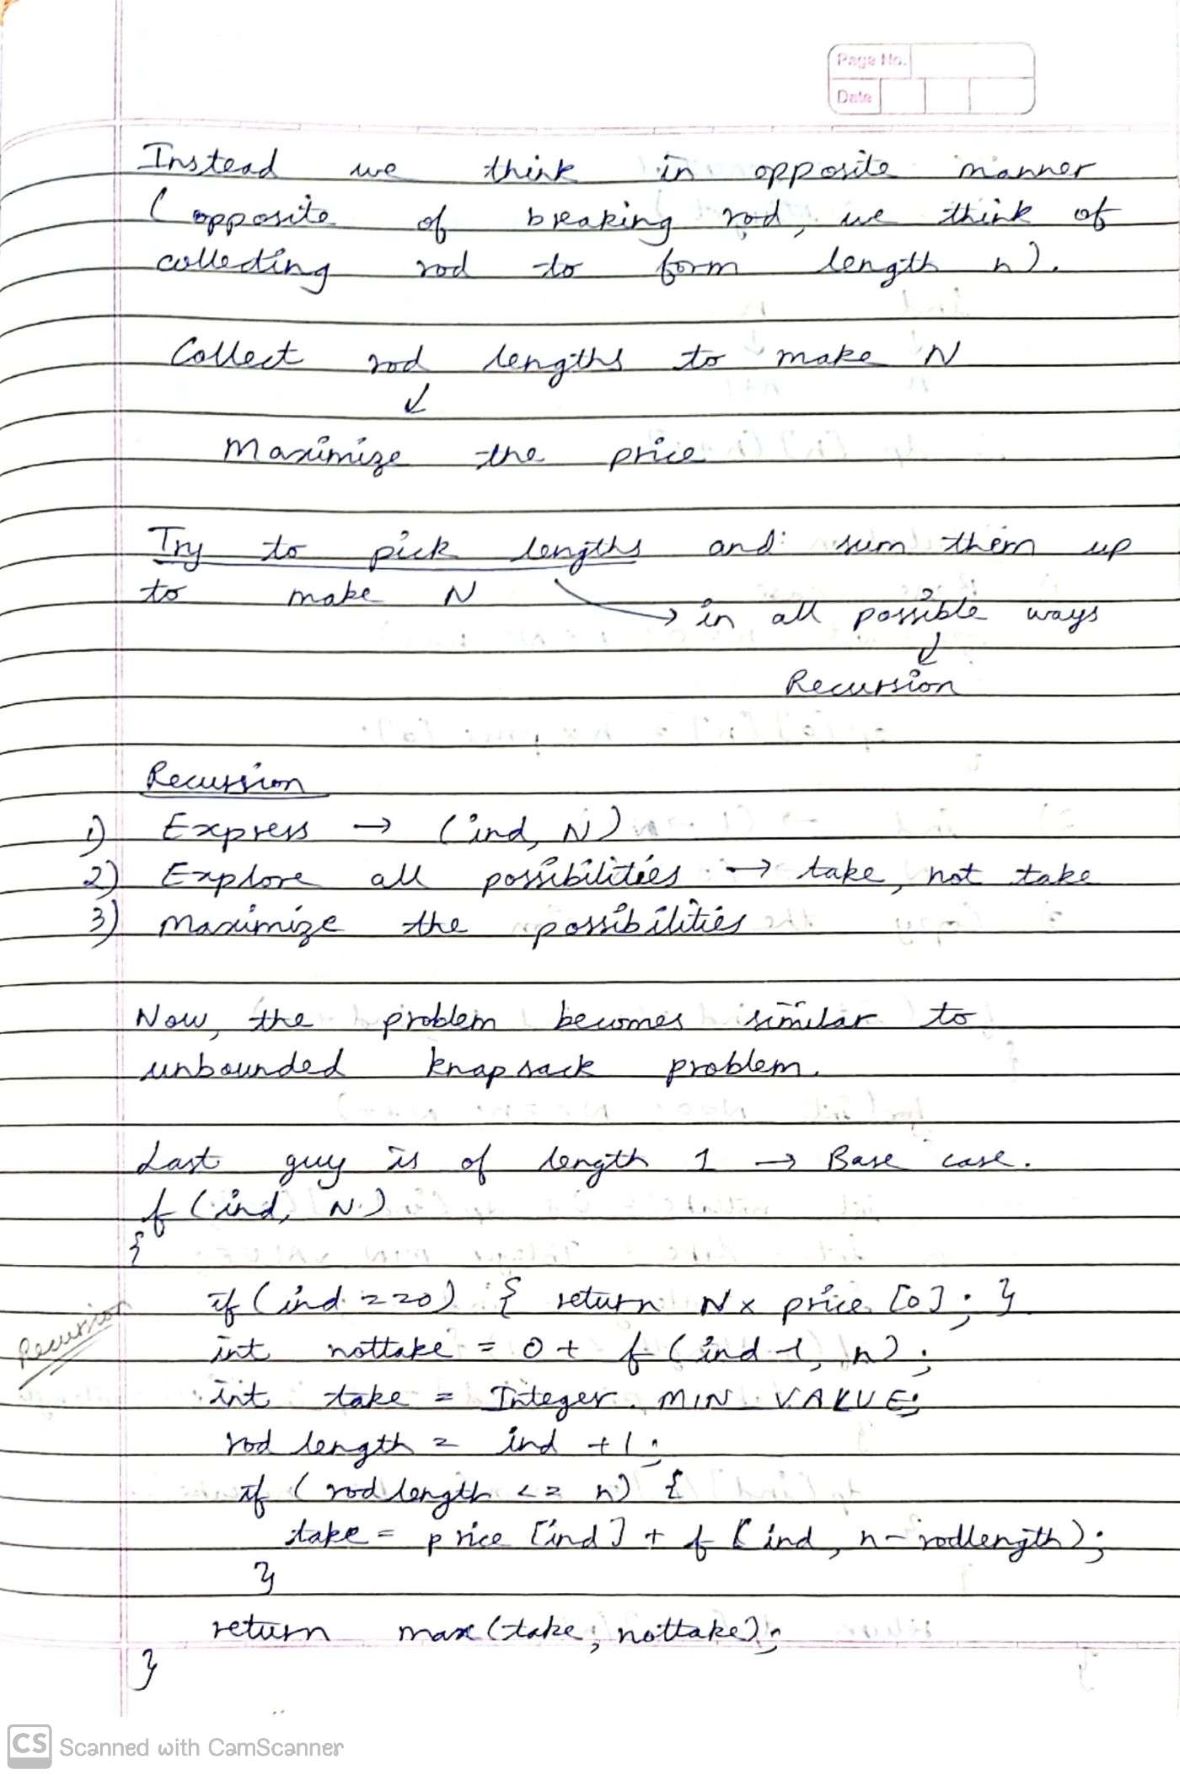 Page No.
Date
Instead we think in opposite manner
(opposite of breaking rod, we think of
collecting rod to form length n).
Collect rod lengths to make N
↓
Maximize the price
Try to pick lengths and sum them up
to make N
→ in all possible ways
↓
Recursion
Recussion
1) Express → (ind, N)
2) Explore all possibilities → take, not take
3) Maximize the possibilities
Now, the problem becomes similar to
unbounded knapsack problem.
Last guy is of length 1 → Base case.
f (ind, N)
{
if (ind ==0) { return N x price [0]; }
Recursion
int nottake = 0 + f (ind-1, n);
int take = Integer. MIN_VALUE;
rod length = ind +1;
if ( rodlength <= n) {
take = price [ind] + f (ind, n-rodlength);
}
return max (take, nottake);
}
CS Scanned with CamScanner